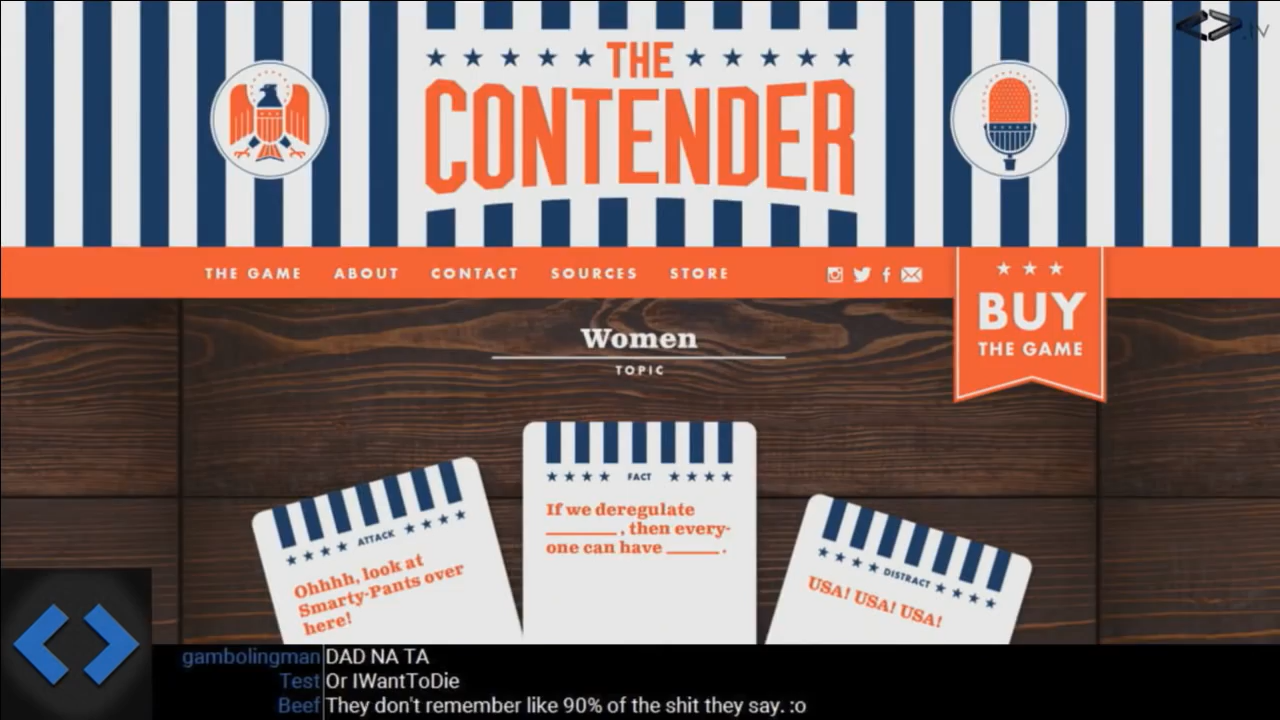 .tv
THE
CONTENDER
THE GAME ABOUT CONTACT SOURCES STORE
BUY
THE GAME
Women
TOPIC
ATTACK
Ohhhh, look at
Smarty-Pants over
here!
FACT
If we deregulate
______ , then every-
one can have ______ .
DISTRACT
USA! USA! USA!
gambolingman DAD NA TA
Test Or IWantToDie
Beef They don't remember like 90% of the shit they say. :o